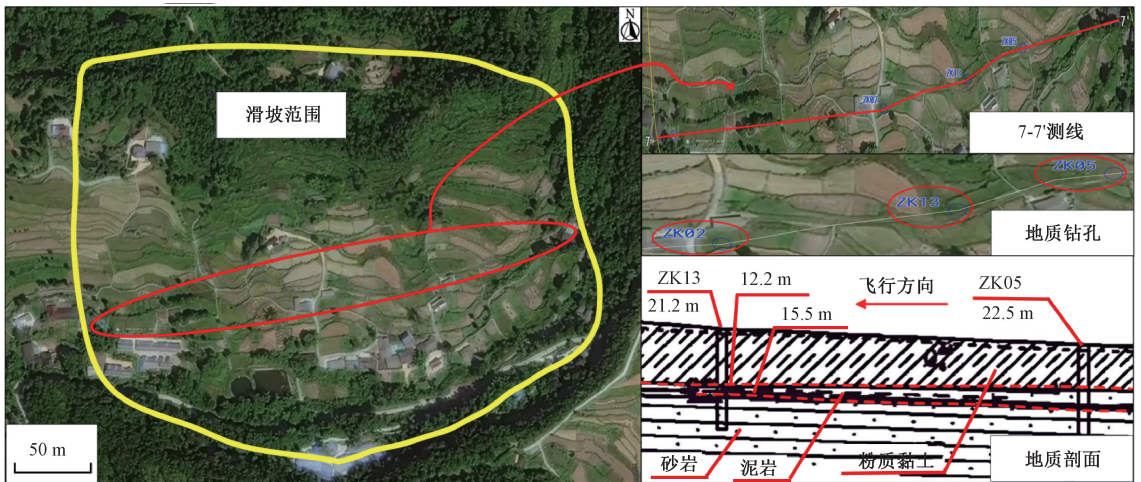 滑坡范围
50 m
N
7
ZK02
ZK13
ZK05
7'
7-7'测线
ZK02
ZK13
ZK05
地质钻孔
ZK13
21.2 m
12.2 m
15.5 m
飞行方向
ZK05
22.5 m
砂岩
泥岩
粉质黏土
地质剖面